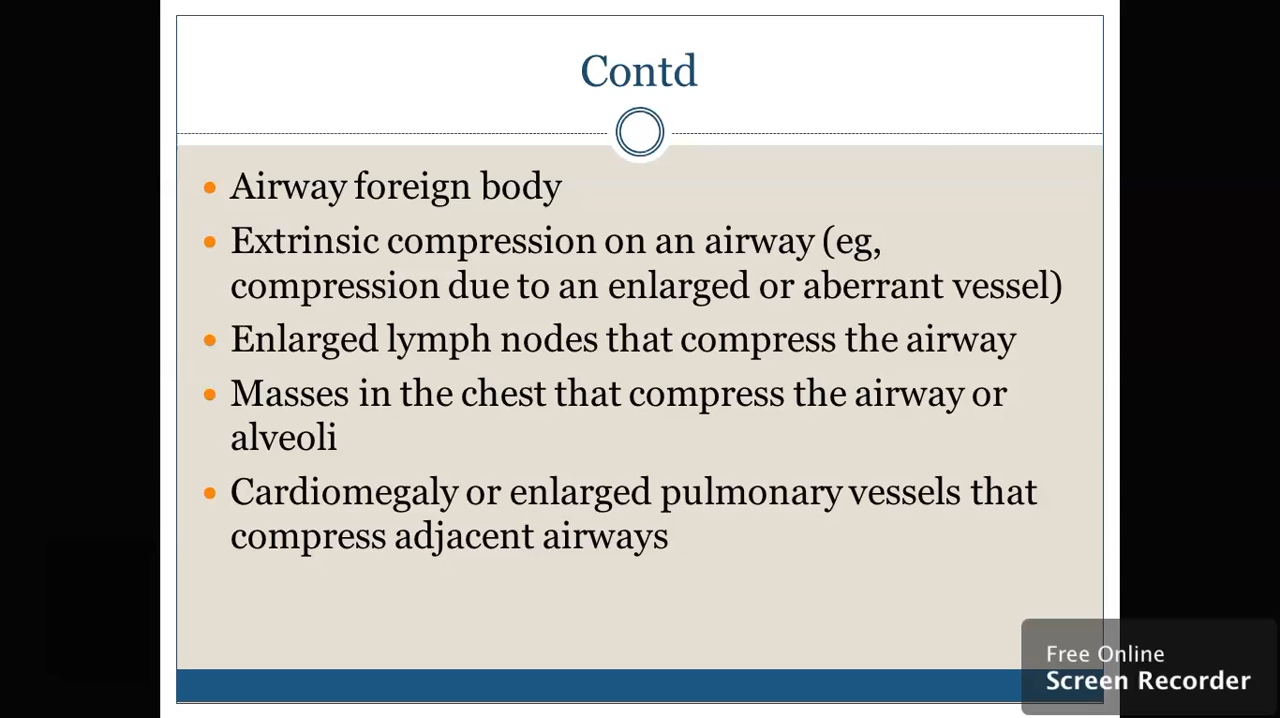 Contd
Airway foreign body
Extrinsic compression on an airway (eg,
compression due to an enlarged or aberrant vessel)
Enlarged lymph nodes that compress the airway
Masses in the chest that compress the airway or
alveoli
Cardiomegaly or enlarged pulmonary vessels that
compress adjacent airways
Free Online
Screen Recorder